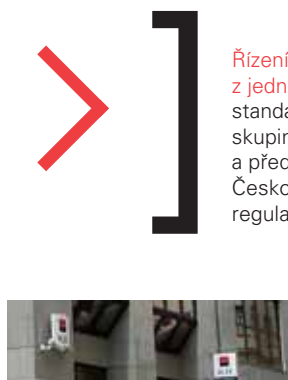 Řízení
z jedn
standa
skupin
a před
Česko
regula